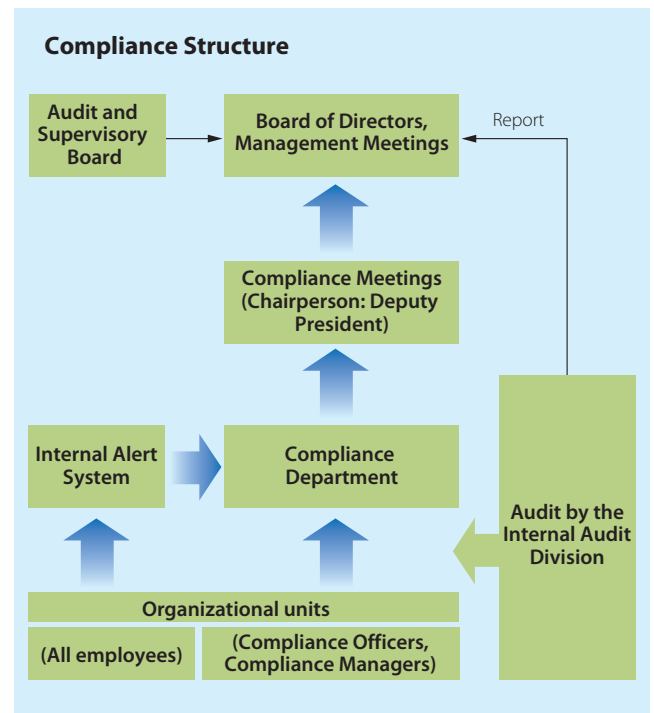 Compliance Structure
Audit and
Supervisory
Board
Board of Directors,
Management Meetings
Report
Compliance Meetings
(Chairperson: Deputy
President)
Internal Alert
System
Compliance
Department
Audit by the
Internal Audit
Division
Organizational units
(All employees)
(Compliance Officers,
Compliance Managers)